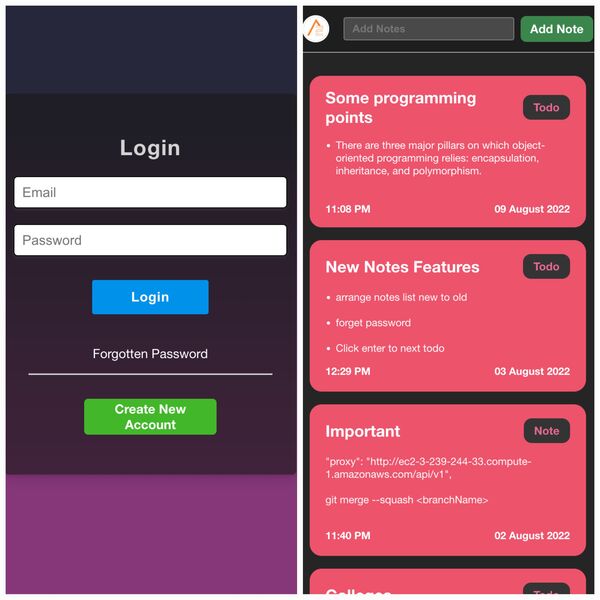 Login
Email
Password
Login
Forgotten Password
Create New
Account
Add Notes
Add Note
Some programming
points
Todo
• There are three major pillars on which object-
oriented programming relies: encapsulation,
inheritance, and polymorphism.
11:08 PM
09 August 2022
New Notes Features
Todo
• arrange notes list new to old
• forget password
• Click enter to next todo
12:29 PM
03 August 2022
Important
Note
"proxy": "http://ec2-3-239-244-33.compute-
1.amazonaws.com/api/v1",
git merge --squash <branchName>
11:40 PM
02 August 2022
Colleges
Todo